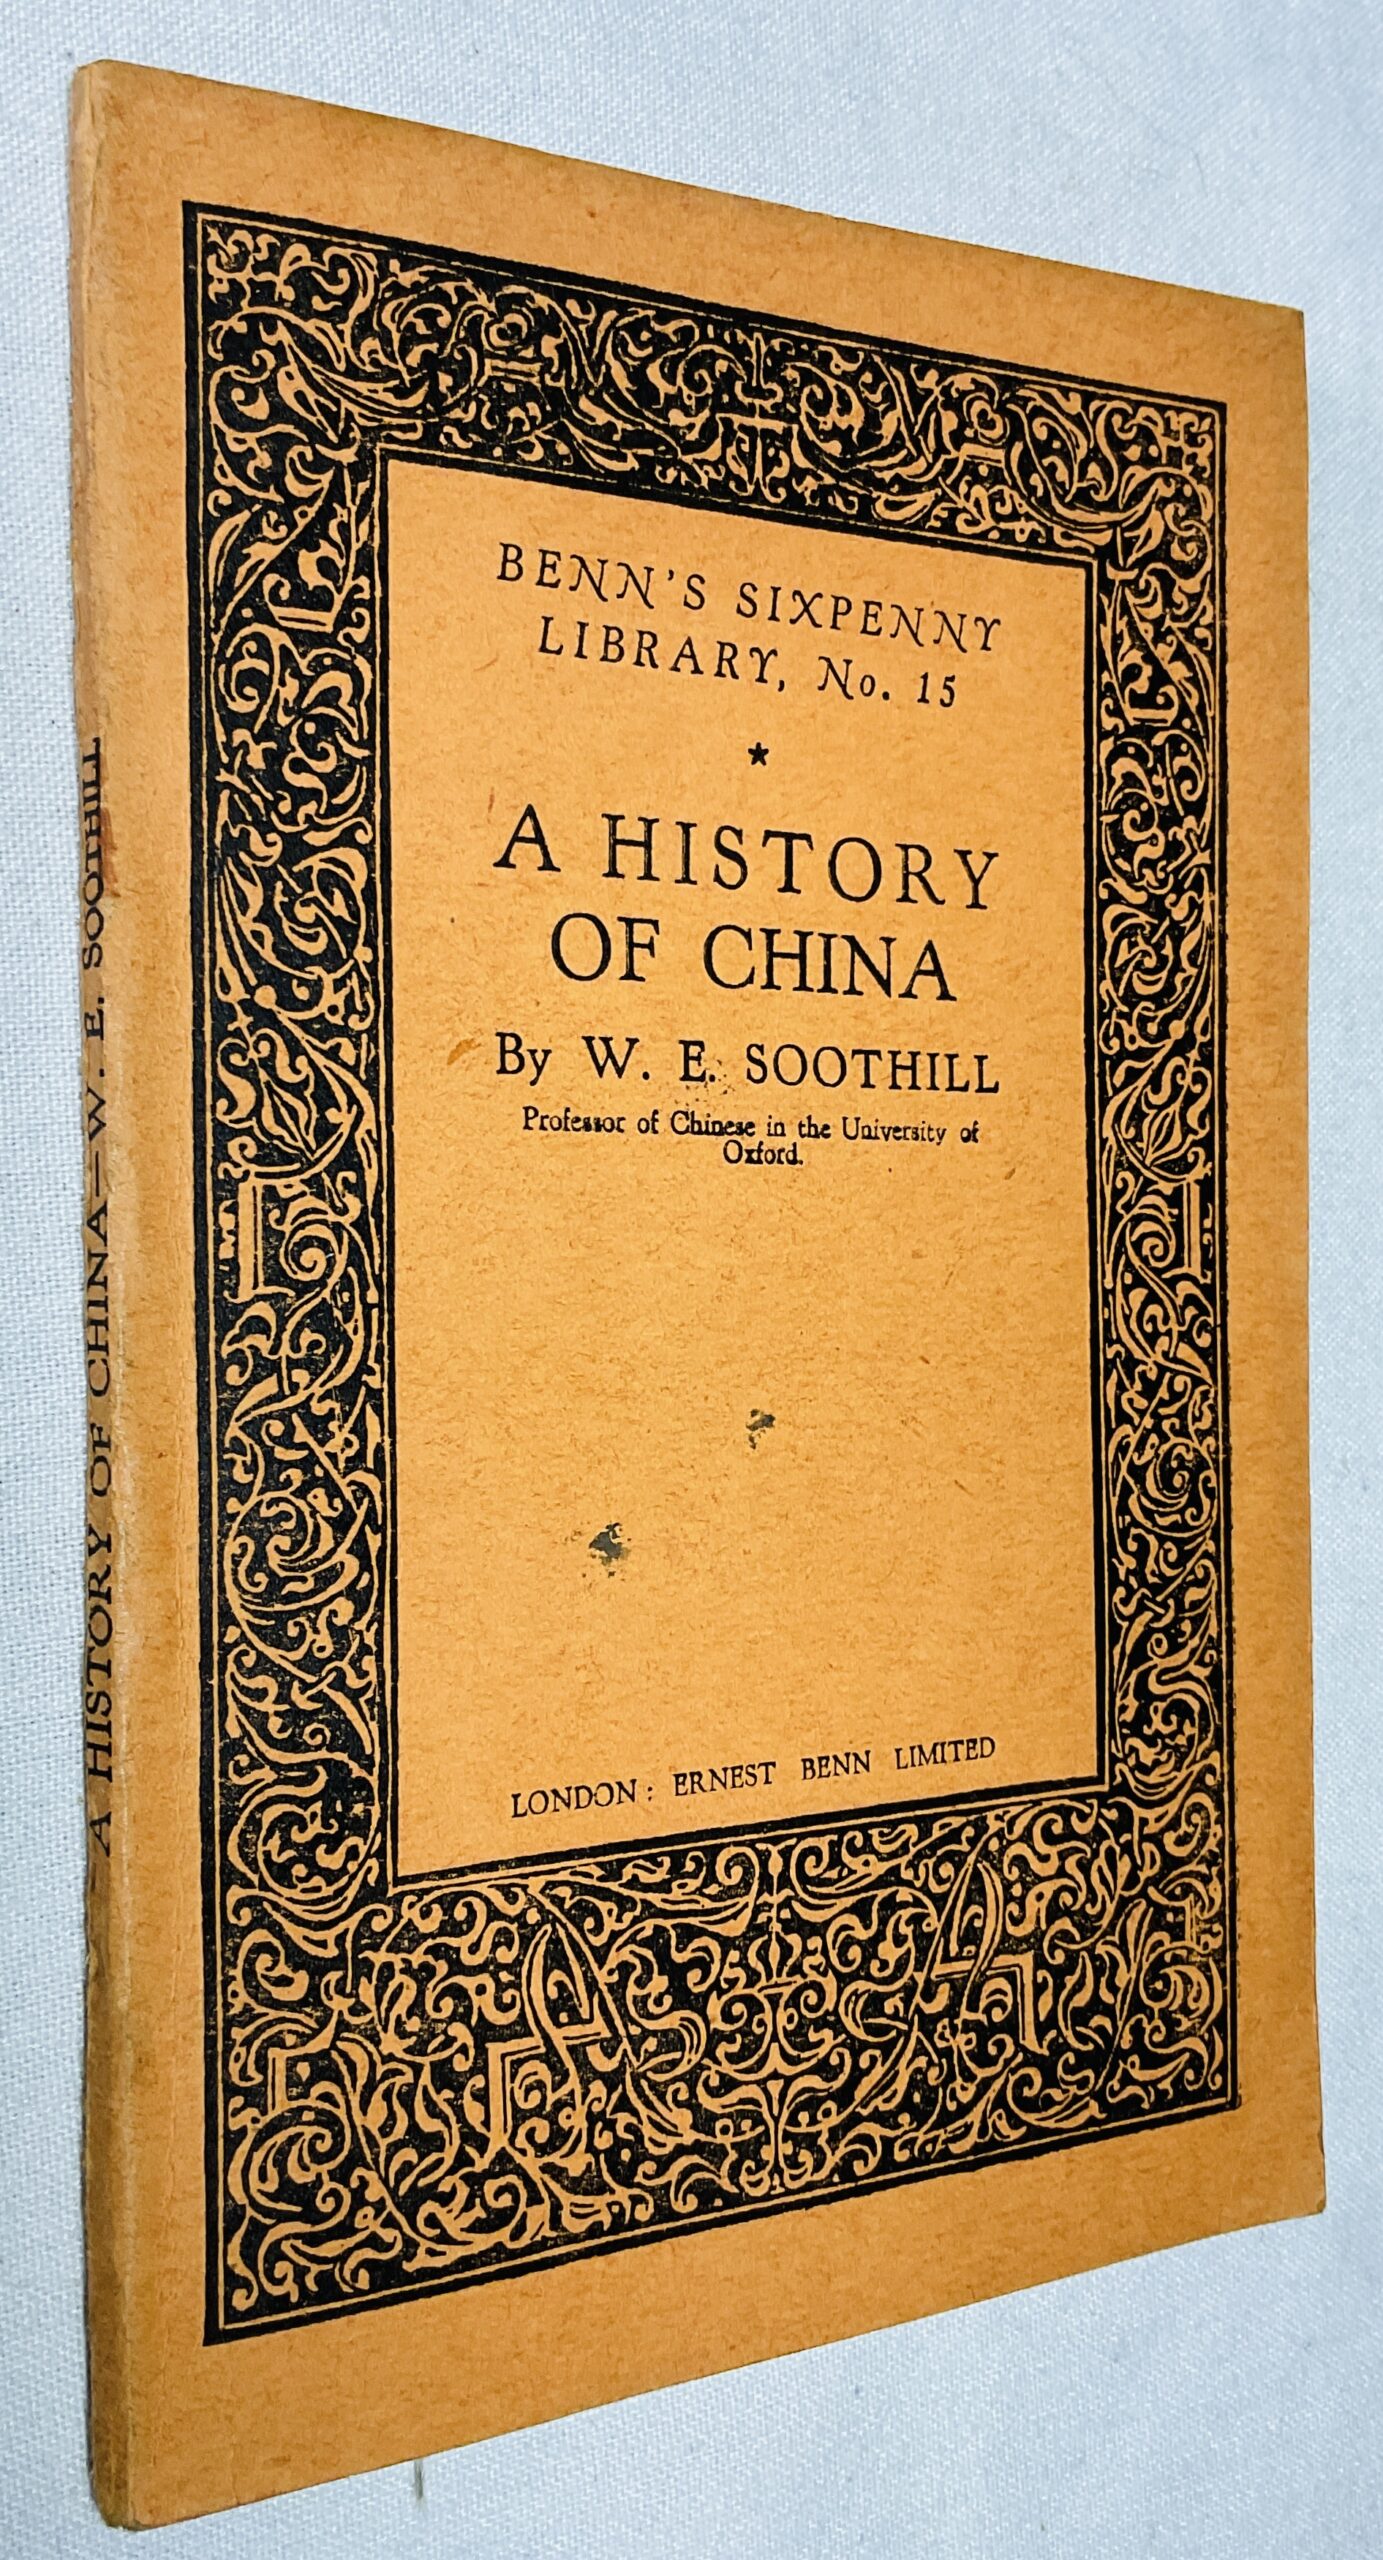 BENN'S SIXPENNY
LIBRARY, No. 15
★
A HISTORY
OF CHINA
By W. E. SOOTHILL
Professor of Chinese in the University of
Oxford.
LONDON: ERNEST BENN LIMITED
A HISTORY OF CHINA—W. E. SOOTHILL